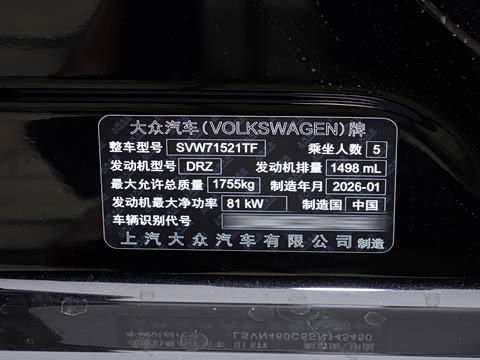 大众汽车(VOLKSWAGEN)牌
整车型号 SVW71521TF 乘坐人数 5
发动机型号 DRZ 发动机排量 1498 mL
最大允许总质量 1755kg 制造年月 2026-01
发动机最大净功率 81 kW 制造国 中国
车辆识别代号
上汽大众汽车有限公司 制造